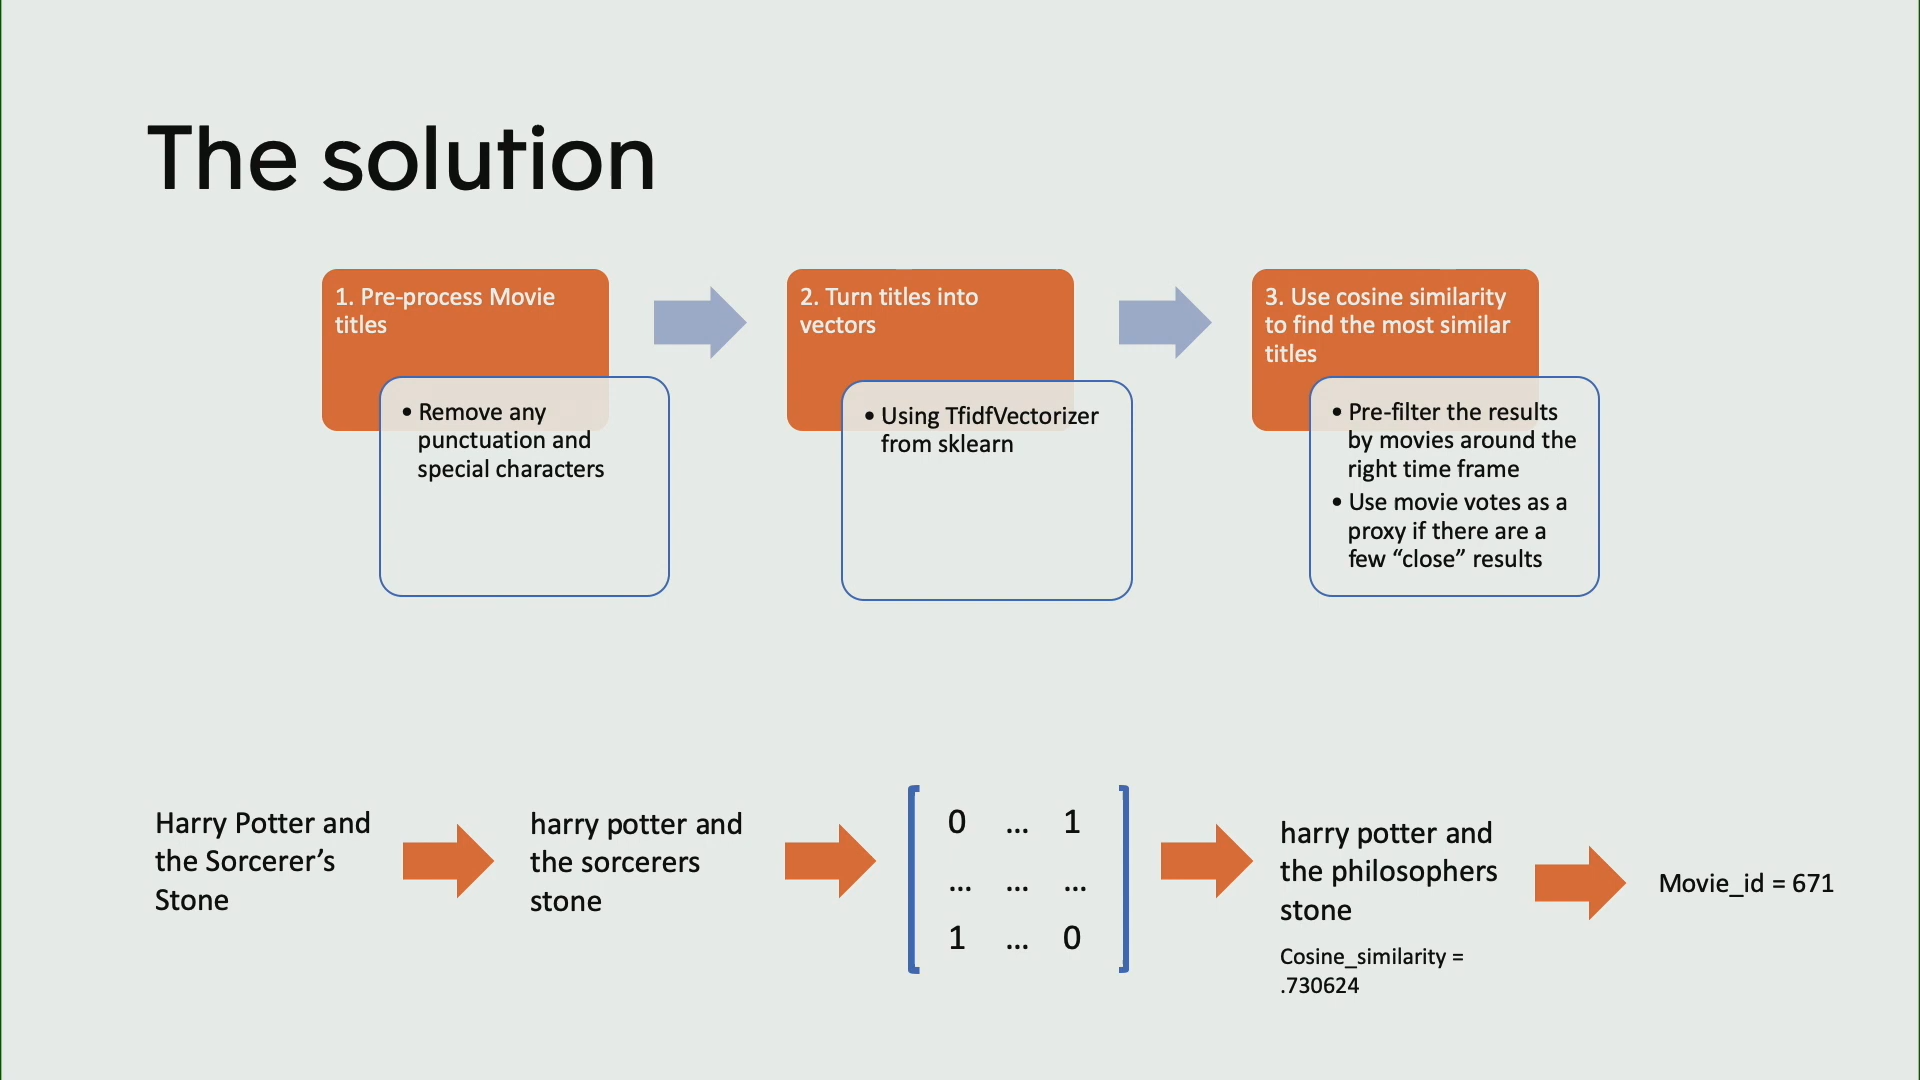 The solution
1. Pre-process Movie
titles
• Remove any
punctuation and
special characters
2. Turn titles into
vectors
• Using TfidfVectorizer
from sklearn
3. Use cosine similarity
to find the most similar
titles
• Pre-filter the results
by movies around the
right time frame
• Use movie votes as a
proxy if there are a
few “close” results
Harry Potter and
the Sorcerer’s
Stone
harry potter and
the sorcerers
stone
0 ... 1
... ... ...
1 ... 0
harry potter and
the philosophers
stone
Cosine_similarity =
.730624
Movie_id = 671